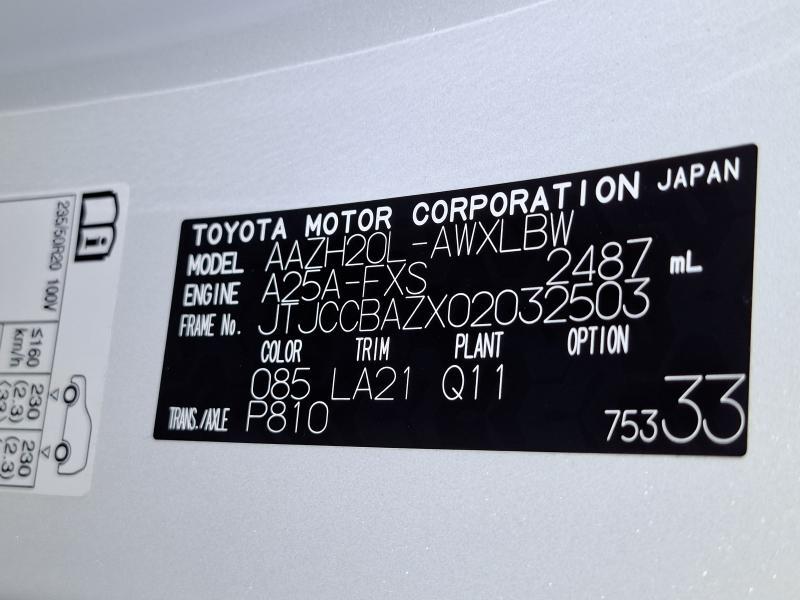 TOYOTA MOTOR CORPORATION JAPAN
MODEL AAZH20L-AWXLBW
ENGINE A25A-FXS 2487 mL
FRAME No. JTJCCBAZX02032503
COLOR TRIM PLANT OPTION
085 LA21 Q11
TRANS./AXLE P810
75333
235/50R20 100V
≤160
km/h
230
(2.3)
230
(2.3)